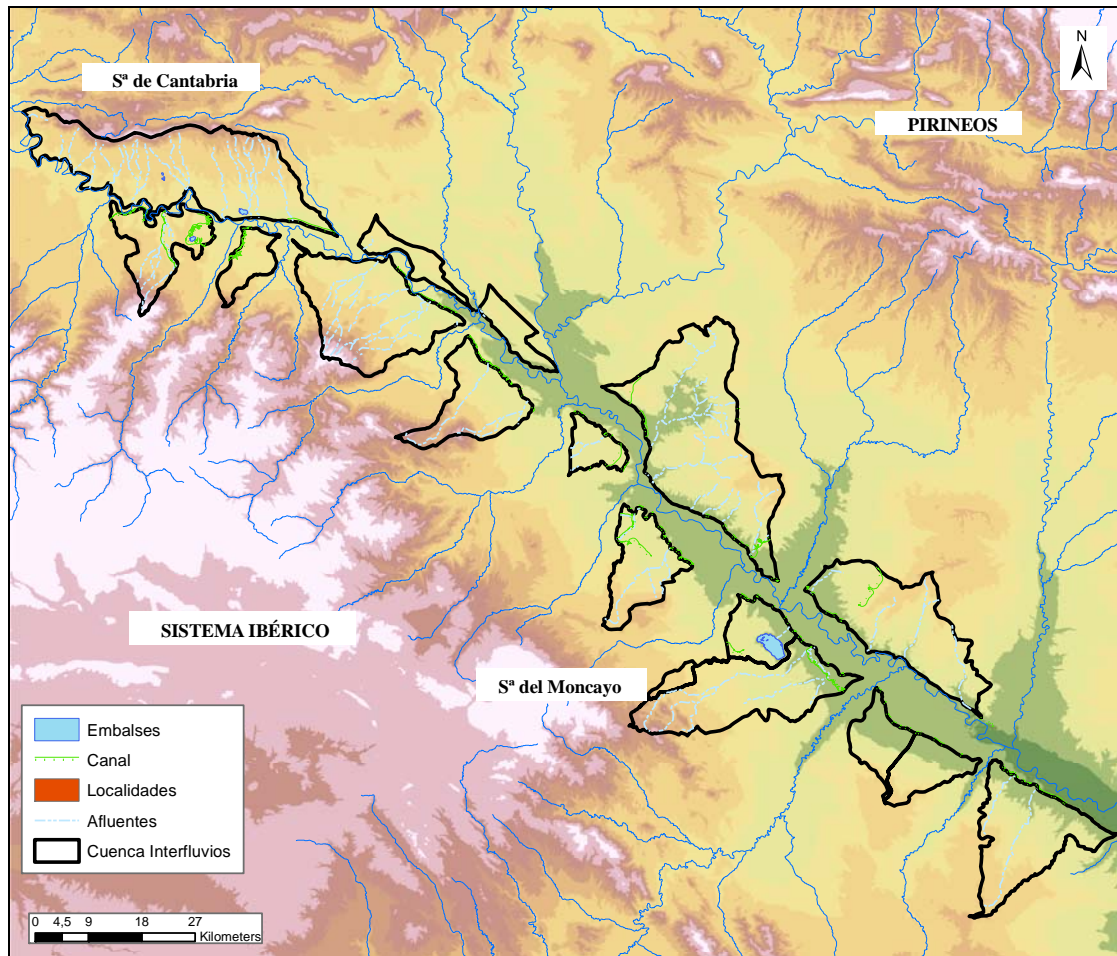 N
Sª de Cantabria
PIRINEOS
SISTEMA IBÉRICO
Sª del Moncayo
Embalses
Canal
Localidades
Afluentes
Cuenca Interfluvios
0 4,5 9 18 27
Kilometers